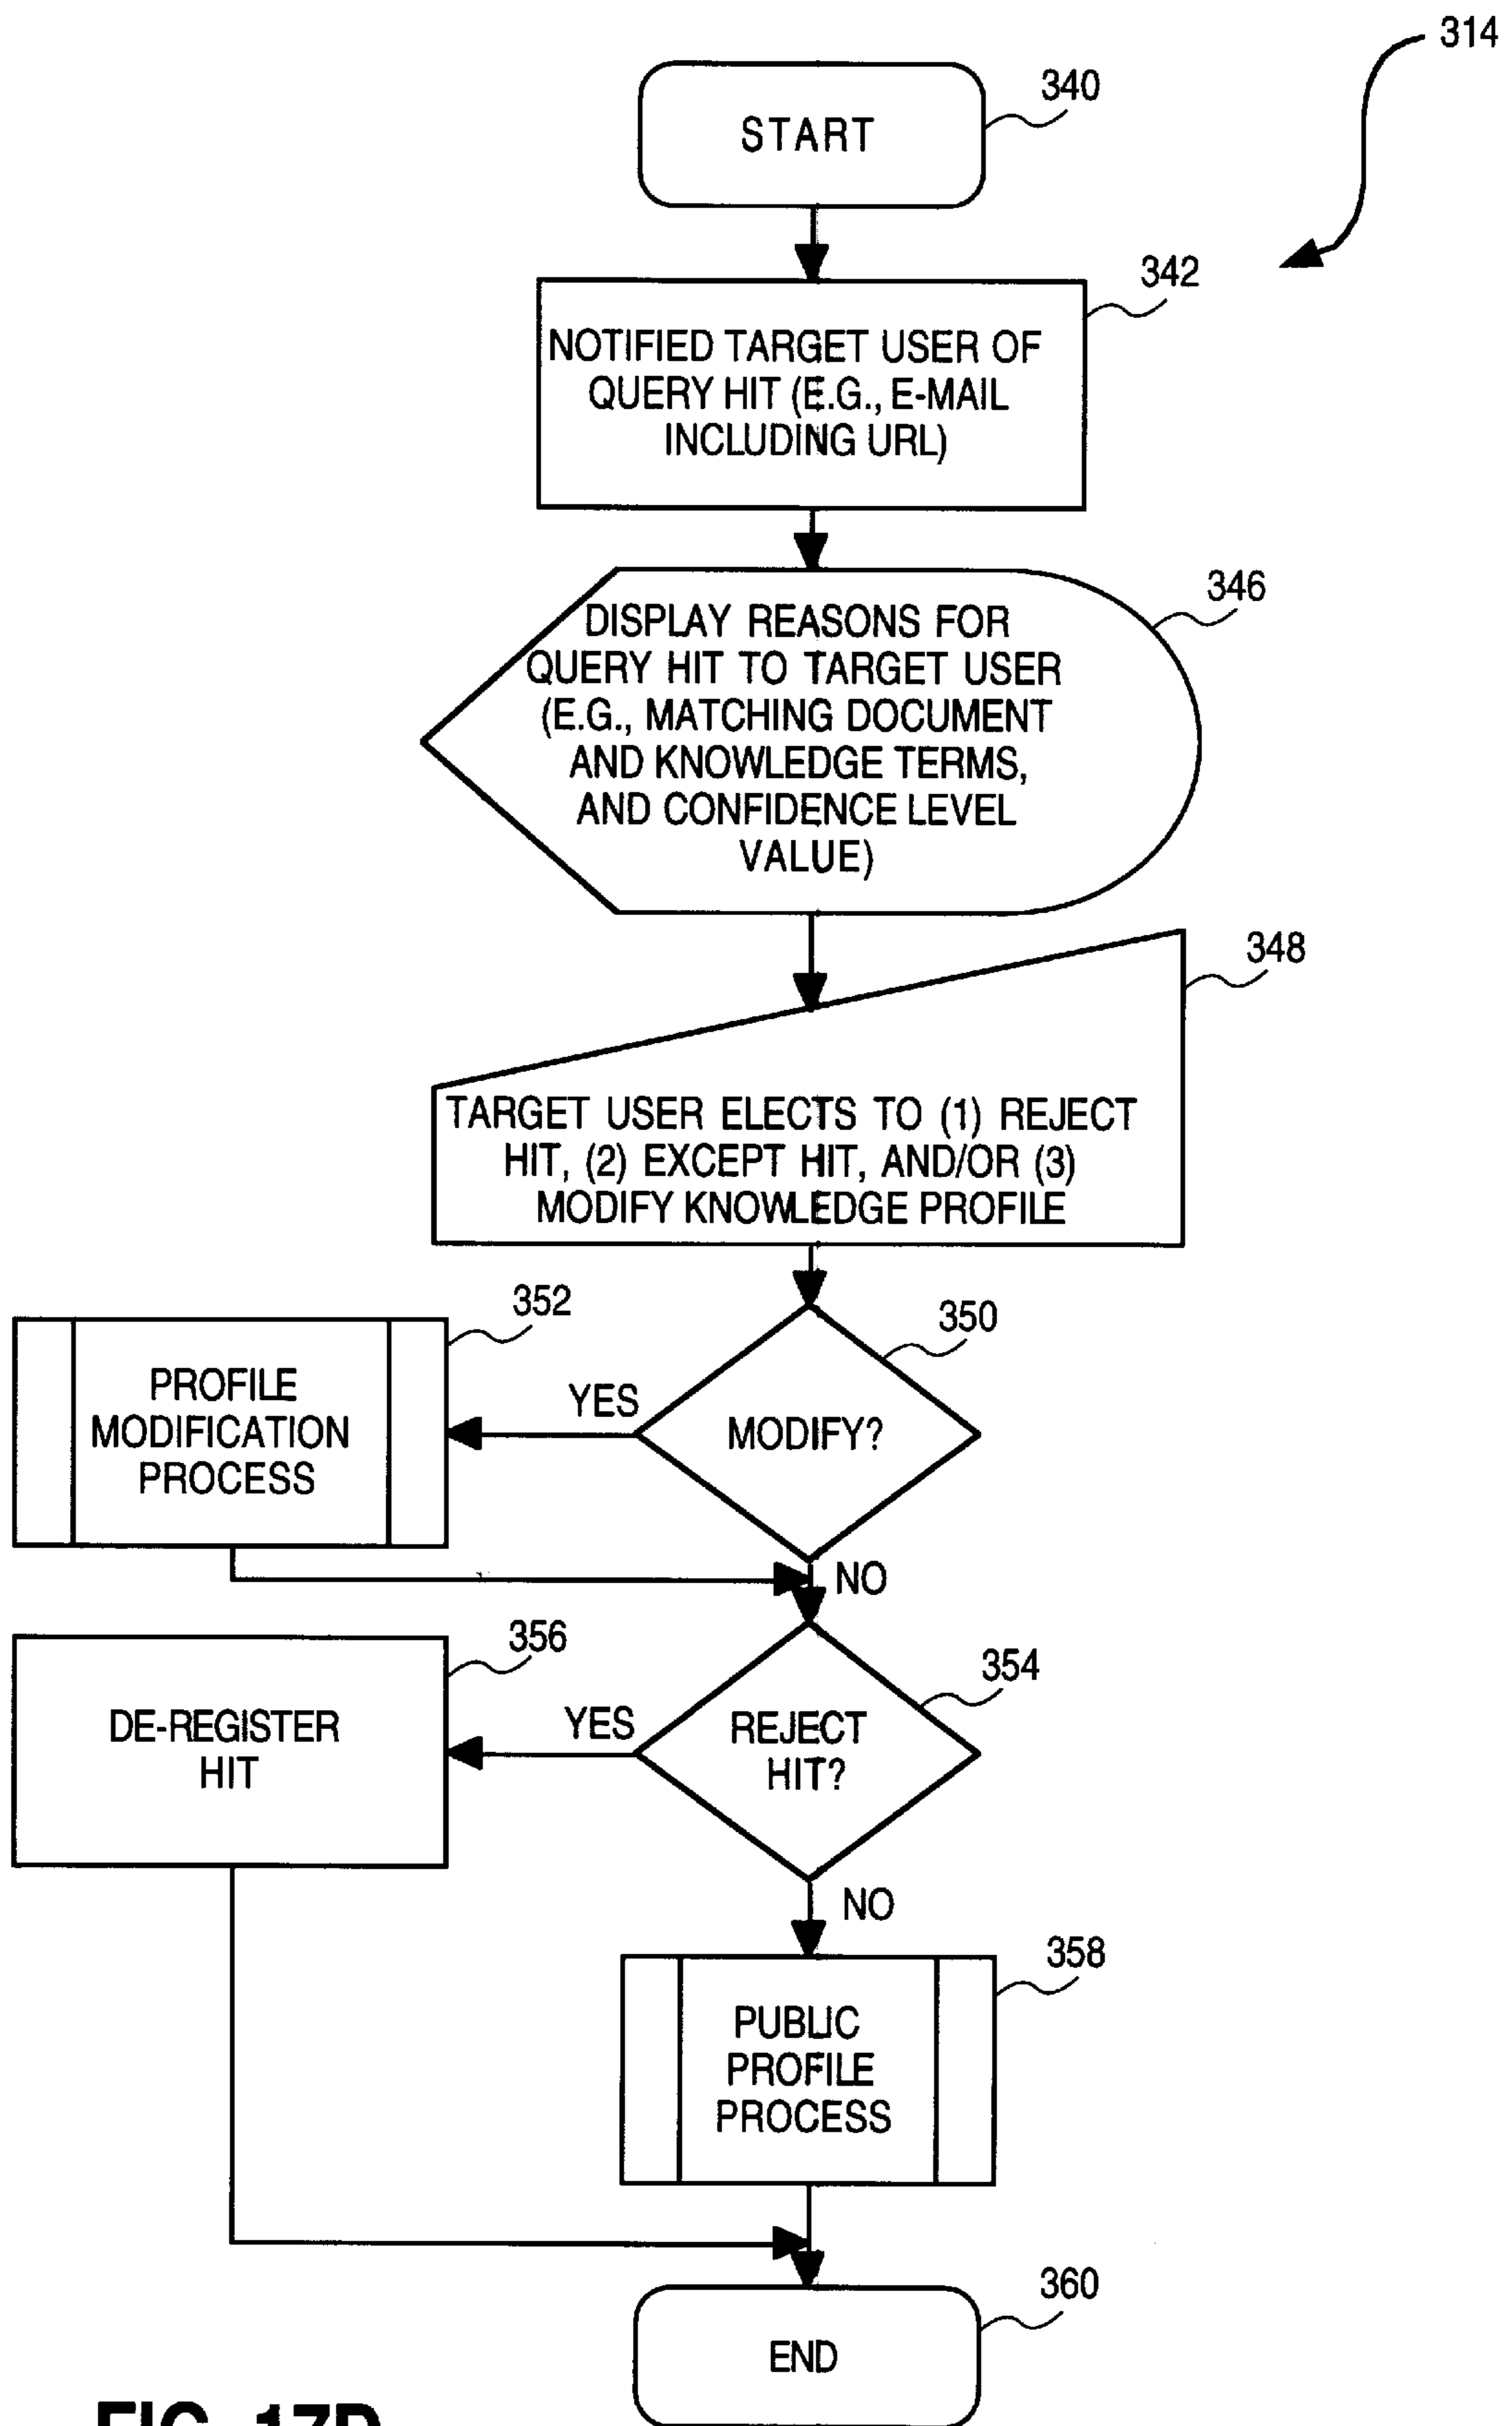 314
340
START
342
NOTIFIED TARGET USER OF
QUERY HIT (E.G., E-MAIL
INCLUDING URL)
346
DISPLAY REASONS FOR
QUERY HIT TO TARGET USER
(E.G., MATCHING DOCUMENT
AND KNOWLEDGE TERMS,
AND CONFIDENCE LEVEL
VALUE)
348
TARGET USER ELECTS TO (1) REJECT
HIT, (2) EXCEPT HIT, AND/OR (3)
MODIFY KNOWLEDGE PROFILE
352
350
PROFILE
MODIFICATION
PROCESS
YES
MODIFY?
NO
356
354
DE-REGISTER
HIT
YES
REJECT
HIT?
NO
358
PUBLIC
PROFILE
PROCESS
360
END
FIG. 17D